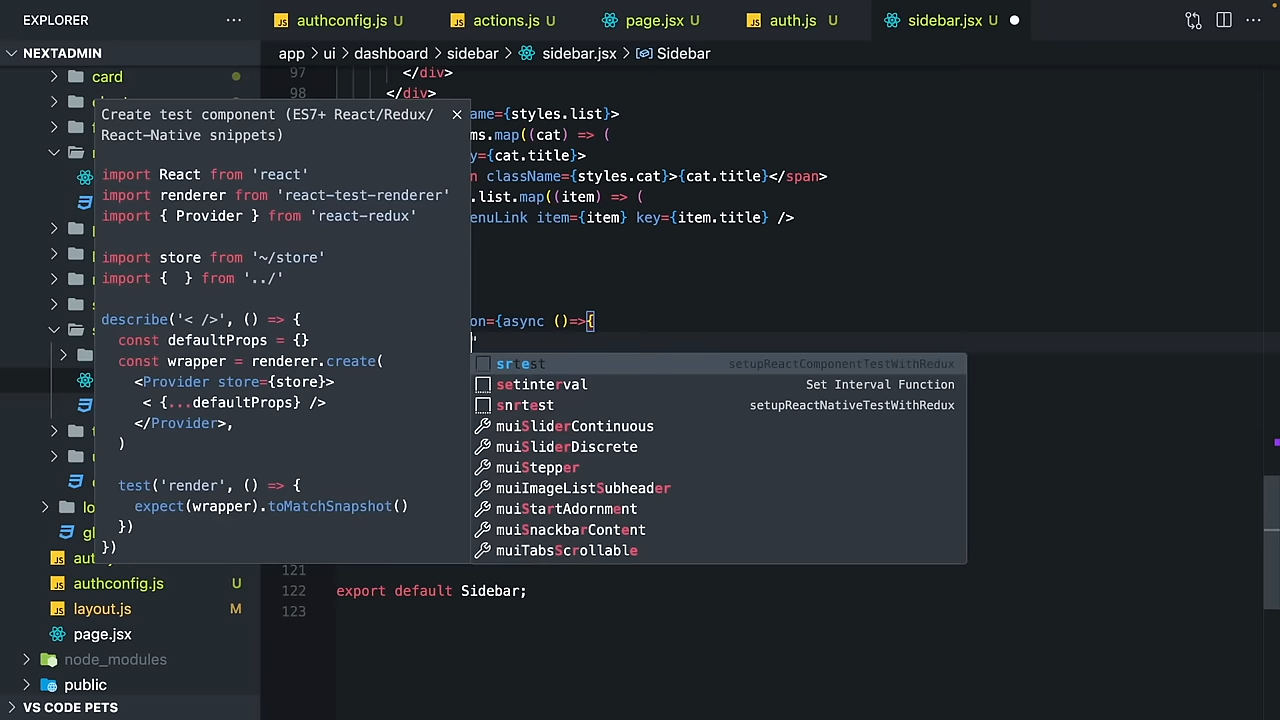 EXPLORER
NEXTADMIN
card
lo
gl
aut
authconfig.js U
layout.js M
page.jsx
node_modules
public
VS CODE PETS
authconfig.js U
actions.js U
page.jsx U
auth.js U
sidebar.jsx U
app > ui > dashboard > sidebar > sidebar.jsx > Sidebar
97 </div>
98 </div>
ame={styles.list}>
ms.map((cat) => (
y={cat.title}>
n className={styles.cat}>{cat.title}</span>
.list.map((item) => (
enuLink item={item} key={item.title} />
on={async ()=>{
"
121
122 export default Sidebar;
123
Create test component (ES7+ React/Redux/
React-Native snippets)
import React from 'react'
import renderer from 'react-test-renderer'
import { Provider } from 'react-redux'
import store from '~/store'
import {  } from '../'
describe('< />', () => {
const defaultProps = {}
const wrapper = renderer.create(
<Provider store={store}>
< {...defaultProps} />
</Provider>,
)
test('render', () => {
expect(wrapper).toMatchSnapshot()
})
})
srtest setupReactComponentTestWithRedux
setinterval Set Interval Function
snrtest setupReactNativeTestWithRedux
muiSliderContinuous
muiSliderDiscrete
muiStepper
muiImageListSubheader
muiStartAdornment
muiSnackbarContent
muiTabsScrollable